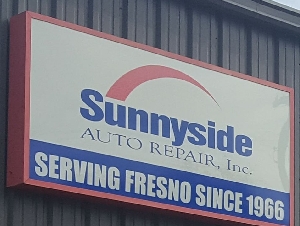 Sunnyside
AUTO REPAIR, Inc.
SERVING FRESNO SINCE 1966